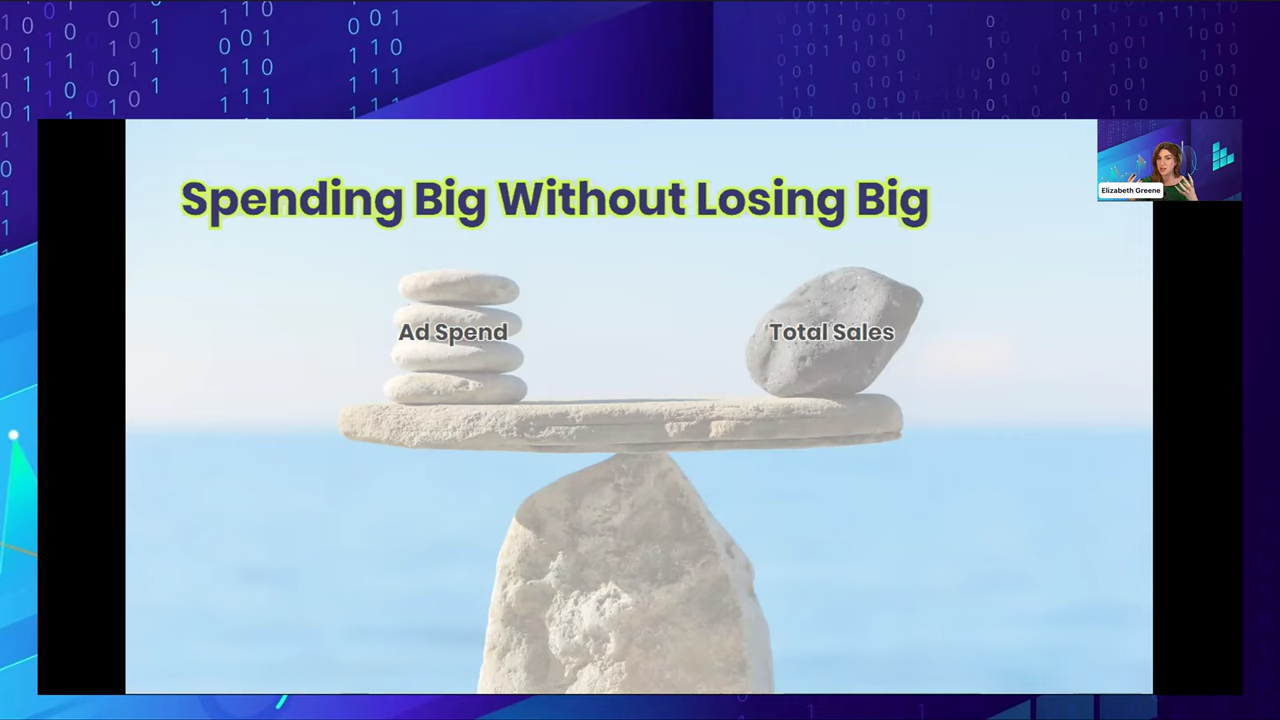 Spending Big Without Losing Big
Elizabeth Greene
Ad Spend
Total Sales